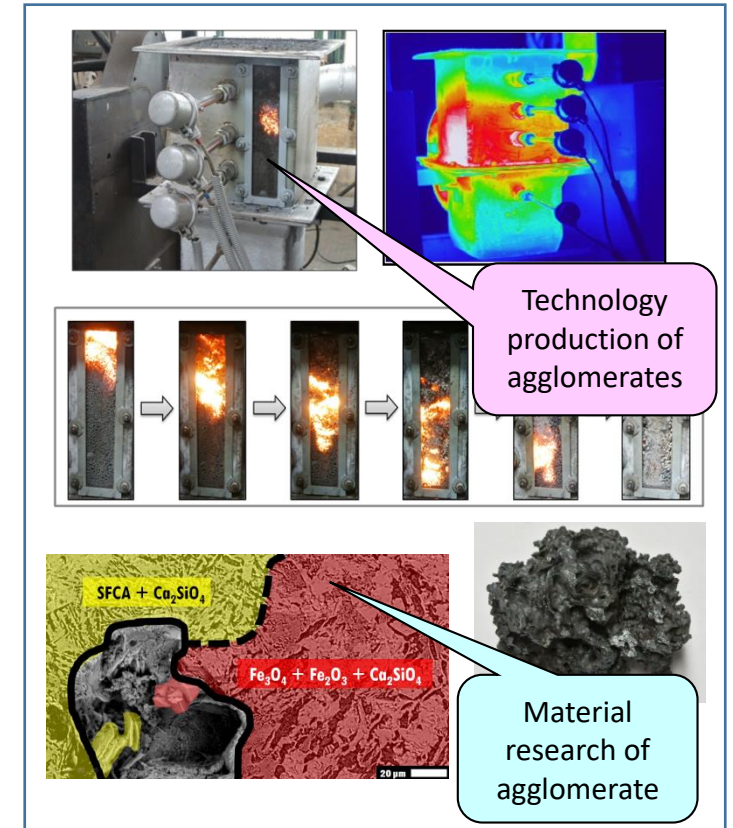 Technology
production of
agglomerates
SFCA + Ca₂SiO₄
Fe₃O₄ + Fe₂O₃ + Ca₂SiO₄
20 µm
Material
research of
agglomerate